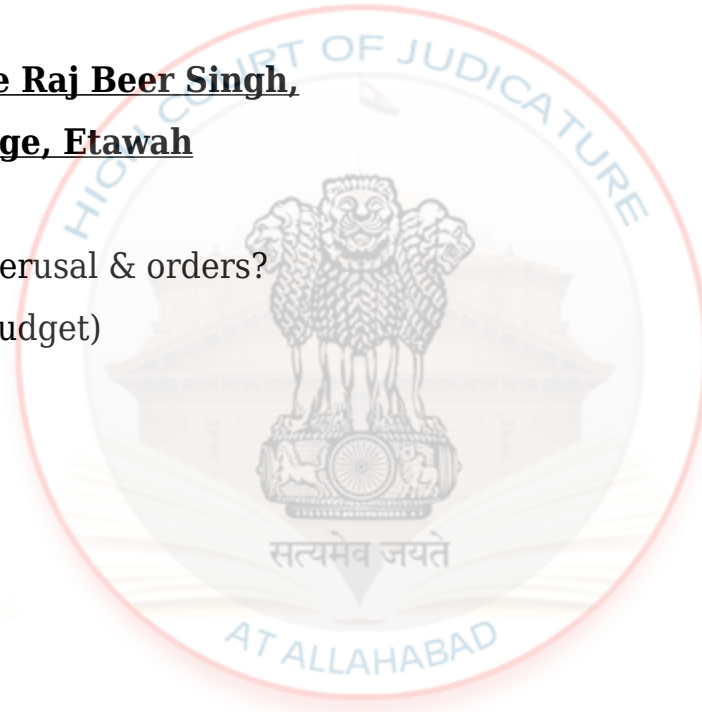 HIGH COURT OF JUDICATURE
e Raj Beer Singh,
ge, Etawah
erusal & orders?
udget)
सत्यमेव जयते
AT ALLAHABAD